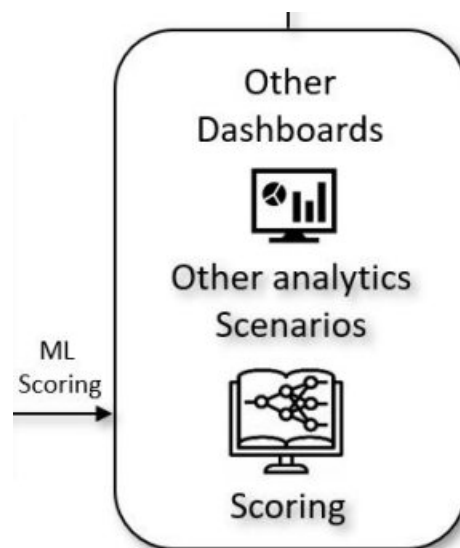 Other
Dashboards
Other analytics
Scenarios
ML
Scoring
Scoring